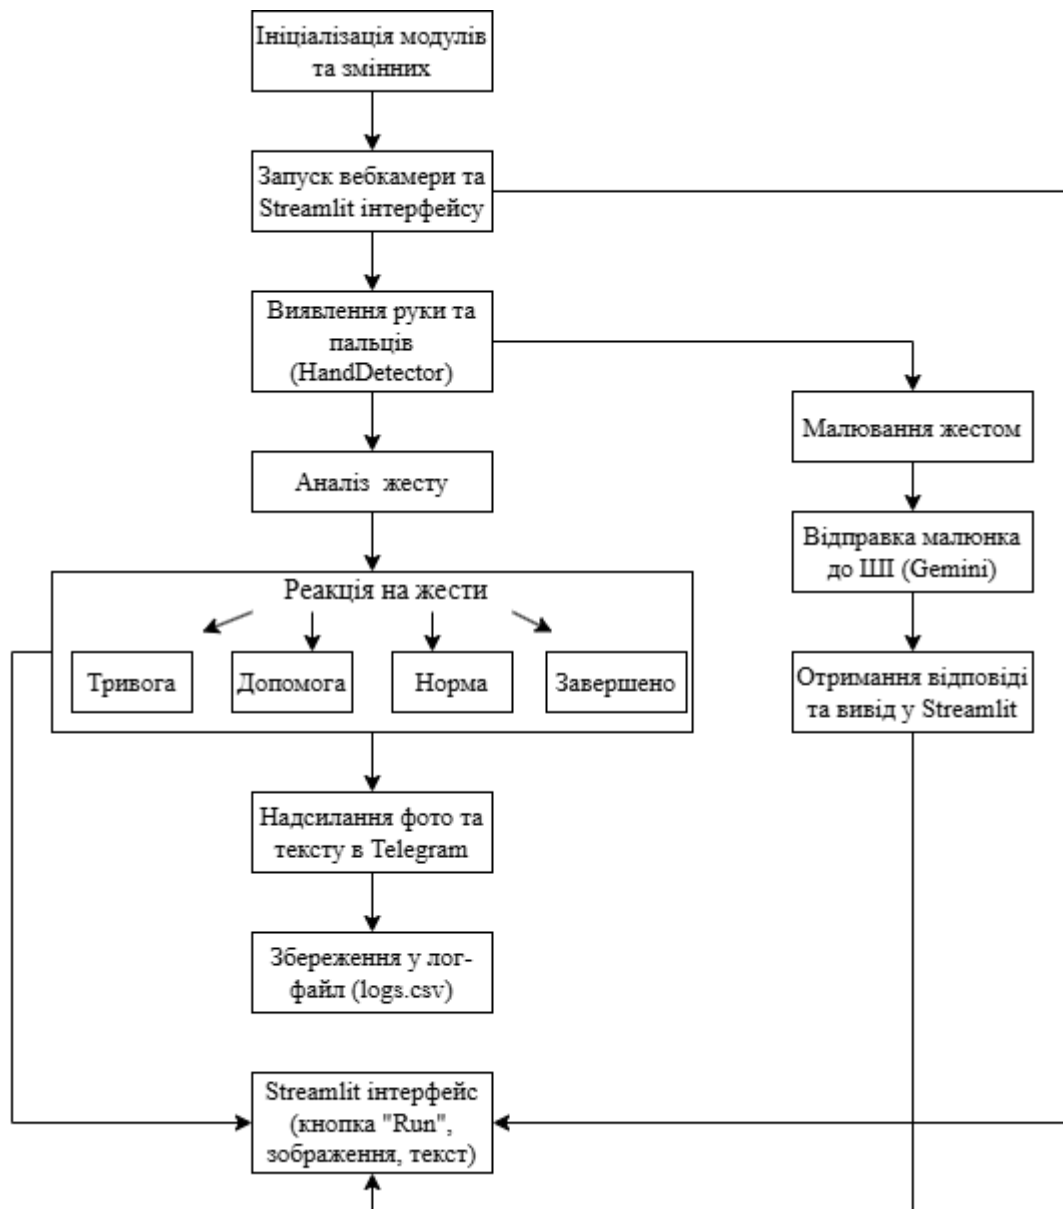 Ініціалізація модулів
та змінних
Запуск вебкамери та
Streamlit інтерфейсу
Виявлення руки та
пальців
(HandDetector)
Малювання жестом
Аналіз жесту
Відправка малюнка
до ШІ (Gemini)
Реакція на жести
Тривога
Допомога
Норма
Завершено
Отримання відповіді
та вивід у Streamlit
Надсилання фото та
тексту в Telegram
Збереження у лог-
файл (logs.csv)
Streamlit інтерфейс
(кнопка "Run",
зображення, текст)